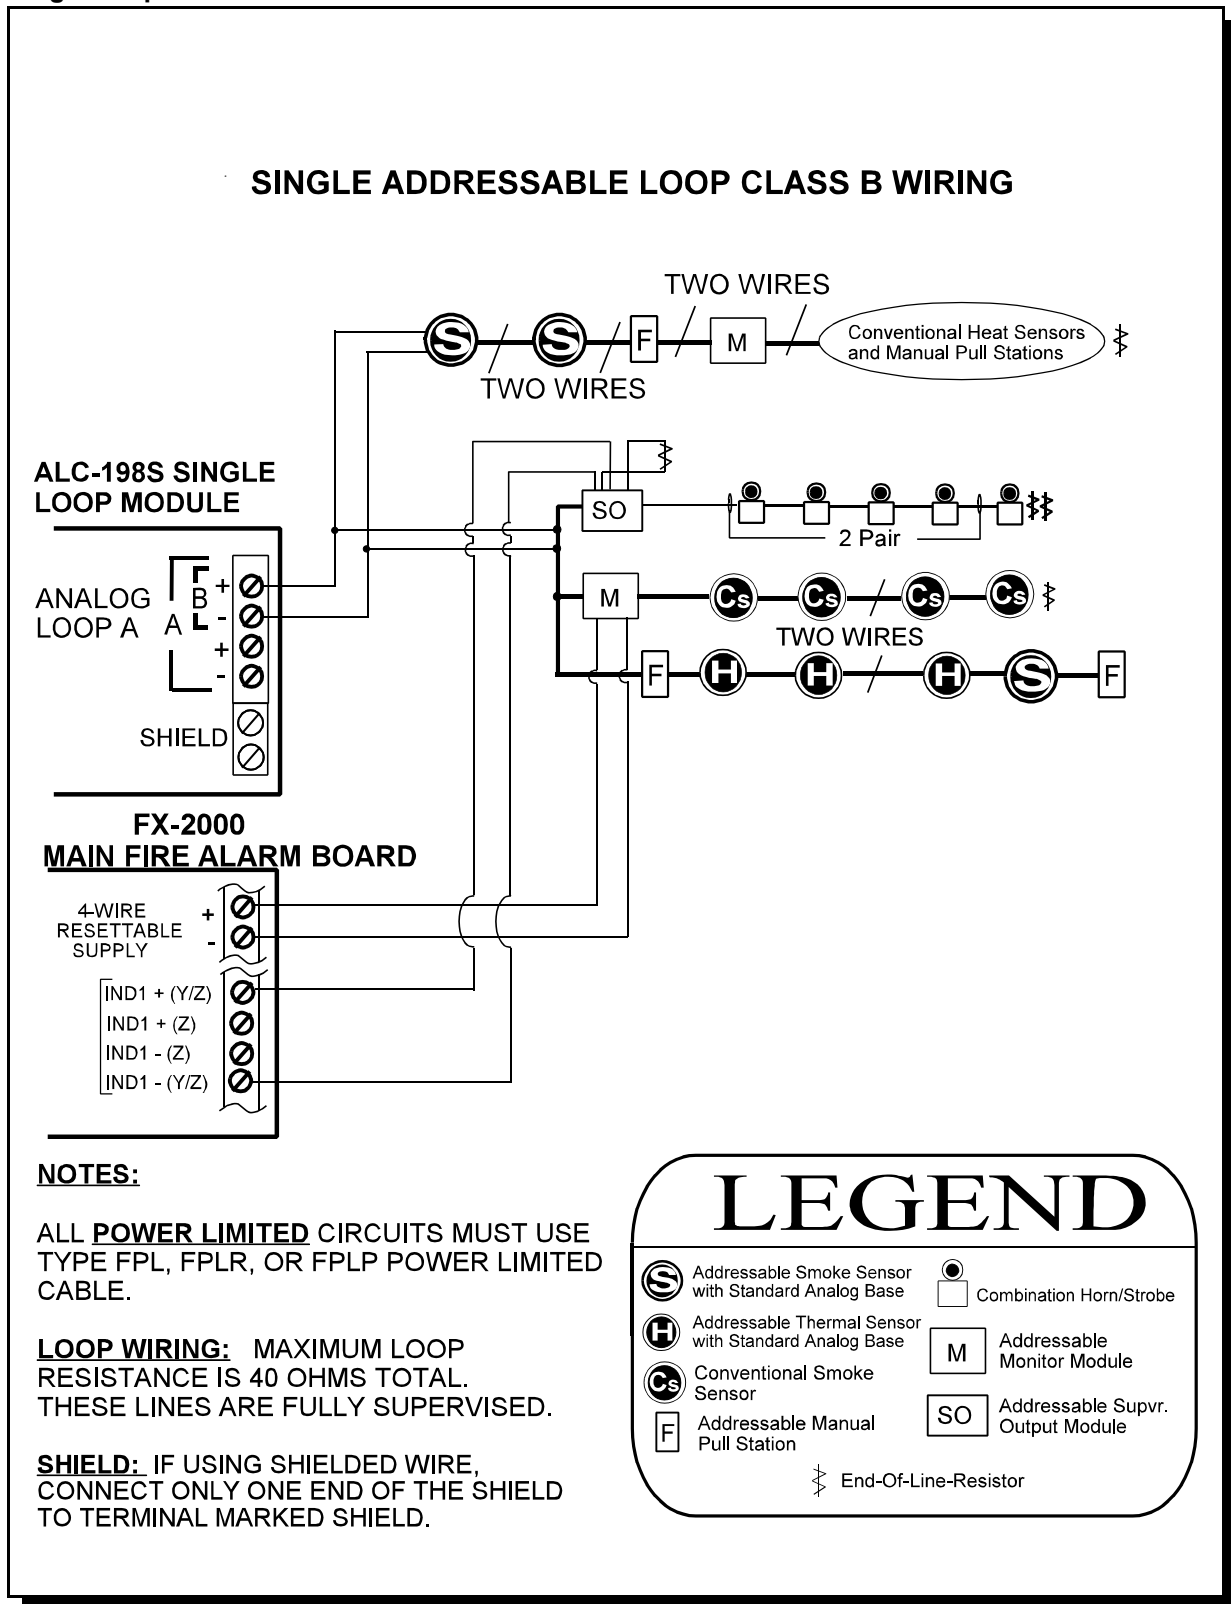 SINGLE ADDRESSABLE LOOP CLASS B WIRING
TWO WIRES
S
S
F
M
Conventional Heat Sensors
and Manual Pull Stations
TWO WIRES
ALC-198S SINGLE
LOOP MODULE
SO
2 Pair
ANALOG
LOOP A
A
B
+
-
+
-
M
Cs
Cs
Cs
Cs
TWO WIRES
F
H
H
H
S
F
SHIELD
FX-2000
MAIN FIRE ALARM BOARD
4-WIRE
RESETTABLE
SUPPLY
+
-
IND1 + (Y/Z)
IND1 + (Z)
IND1 - (Z)
IND1 - (Y/Z)
NOTES:
ALL POWER LIMITED CIRCUITS MUST USE
TYPE FPL, FPLR, OR FPLP POWER LIMITED
CABLE.
LOOP WIRING: MAXIMUM LOOP
RESISTANCE IS 40 OHMS TOTAL.
THESE LINES ARE FULLY SUPERVISED.
SHIELD: IF USING SHIELDED WIRE,
CONNECT ONLY ONE END OF THE SHIELD
TO TERMINAL MARKED SHIELD.
LEGEND
S Addressable Smoke Sensor
with Standard Analog Base
H Addressable Thermal Sensor
with Standard Analog Base
Cs Conventional Smoke
Sensor
F Addressable Manual
Pull Station
Combination Horn/Strobe
M Addressable
Monitor Module
SO Addressable Supvr.
Output Module
End-Of-Line-Resistor